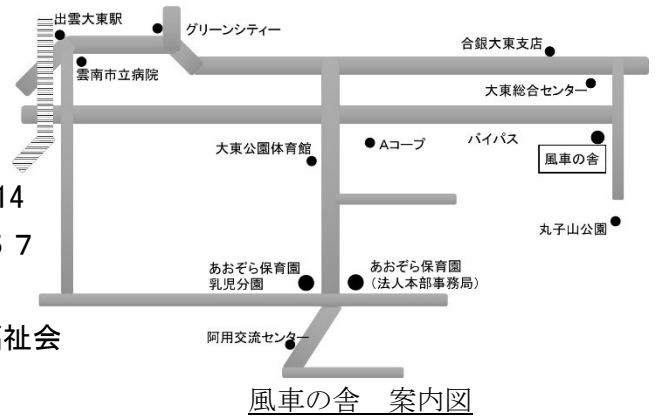 出雲大東駅
グリーンシティー
合銀大東支店
雲南市立病院
大東総合センター
大東公園体育館
Aコープ
バイパス
風車の舎
14
５７
丸子山公園
あおぞら保育園
乳児分園
あおぞら保育園
（法人本部事務局）
祉会
阿用交流センター
風車の舎　案内図